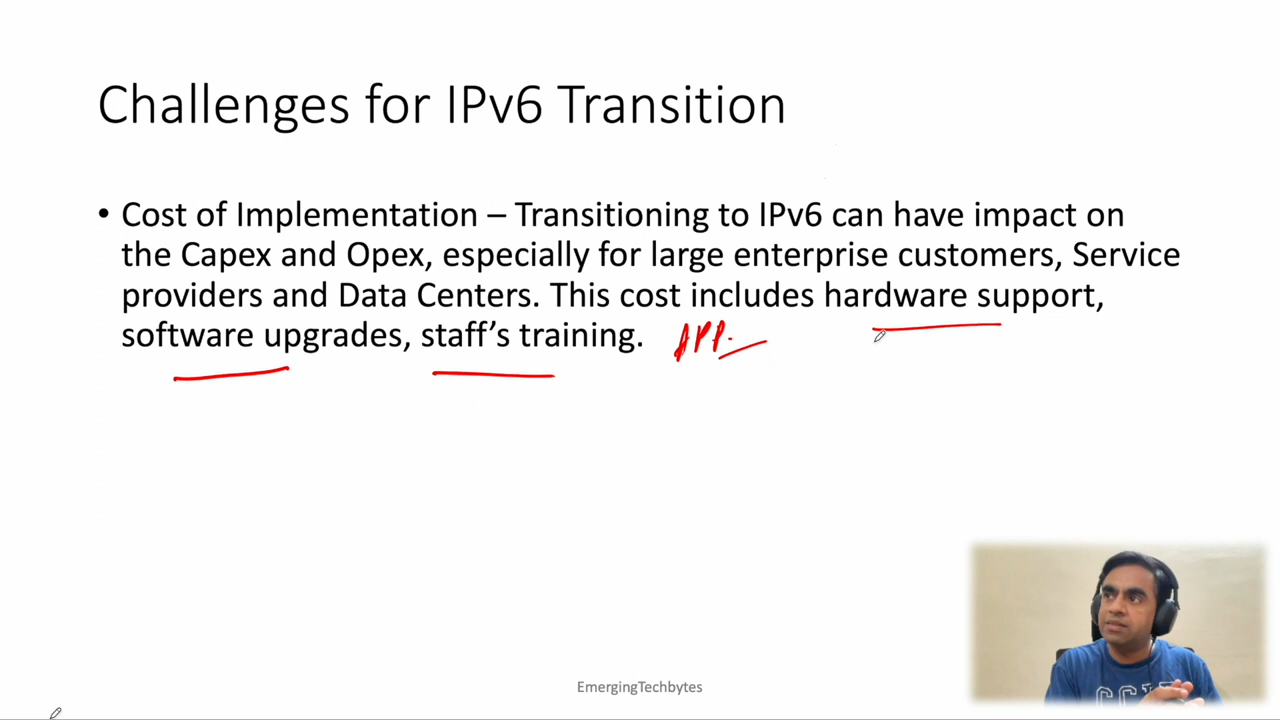 Challenges for IPv6 Transition
• Cost of Implementation – Transitioning to IPv6 can have impact on
the Capex and Opex, especially for large enterprise customers, Service
providers and Data Centers. This cost includes hardware support,
software upgrades, staff's training. APP.
EmergingTechbytes